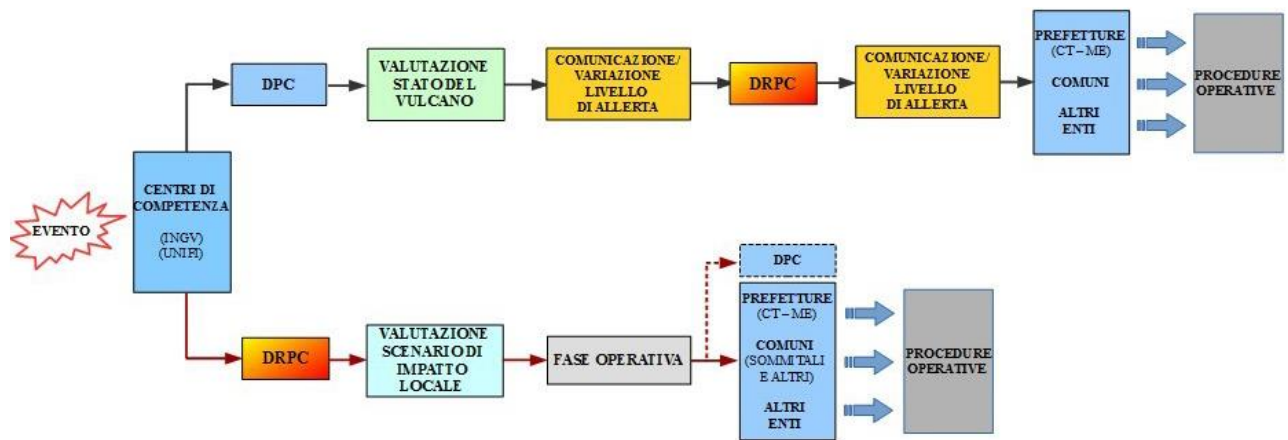 EVENTO
CENTRI DI
COMPETENZA
(INGV)
(UNIFI)
DPC
VALUTAZIONE
STATO DEL
VULCANO
COMUNICAZIONE/
VARIAZIONE
LIVELLO
DI ALLERTA
DRPC
COMUNICAZIONE/
VARIAZIONE
LIVELLO
DI ALLERTA
PREFETTURE
(CT – ME)
COMUNI
ALTRI
ENTI
PROCEDURE
OPERATIVE
DRPC
VALUTAZIONE
SCENARIO DI
IMPATTO
LOCALE
FASE OPERATIVA
DPC
PREFETTURE
(CT – ME)
COMUNI
(SOMMITALI
E ALTRI)
ALTRI
ENTI
PROCEDURE
OPERATIVE